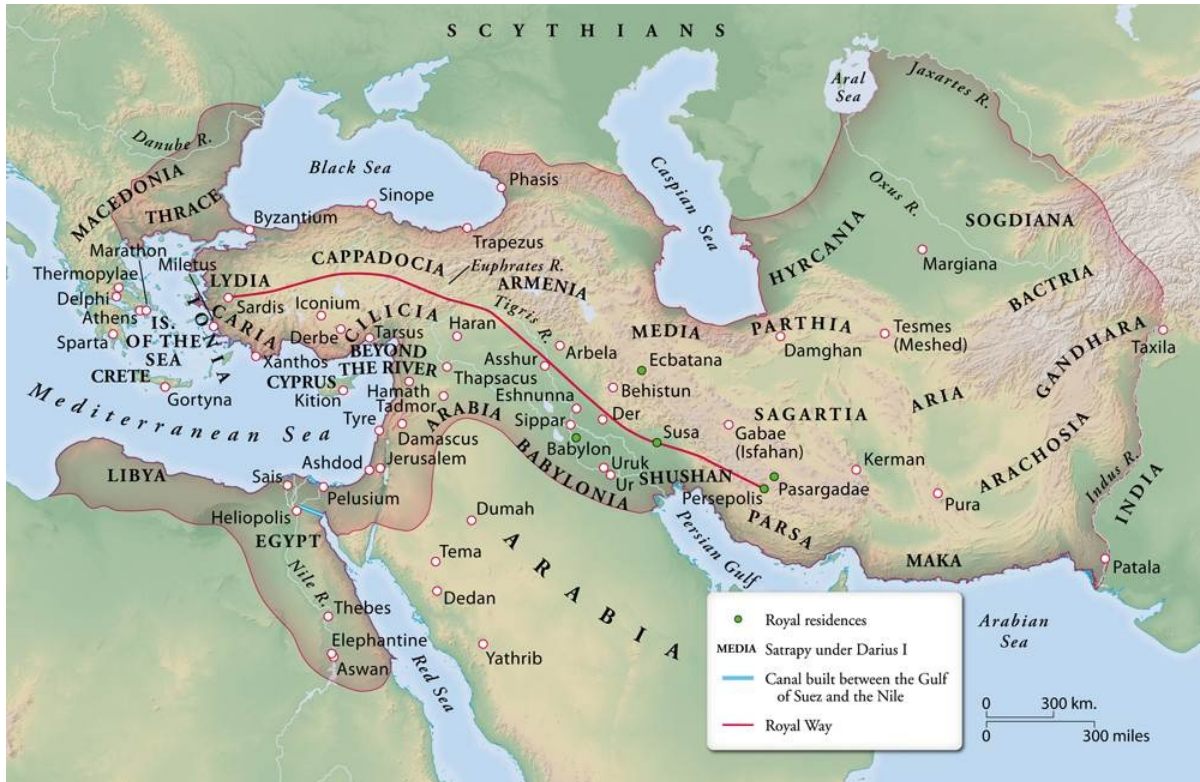 SCYTHIANS
Aral
Sea
Jaxartes R.
Danube R.
Black Sea
Caspian Sea
Oxus R.
MACEDONIA
THRACE
Sinope
Phasis
Byzantium
Trapezus
HYRCANIA
SOGDIANA
Margiana
BACTRIA
Marathon
Thermopylae
Miletus
Delphi
Athens
Sparta
LYDIA
Sardis
CAPPADOCIA
Euphrates R.
ARMENIA
Iconium
CILICIA
Tigris R.
MEDIA
PARTHIA
Damghan
Tesmes
(Meshed)
GANDHARA
Taxila
IS.
OF THE
SEA
IONIA
CARIA
Derbe
Tarsus
Haran
Arbela
Ecbatana
Xanthos
BEYOND
THE RIVER
Asshur
Behistun
CRETE
Gortyna
CYPRUS
Kition
Hamath
Thapsacus
Tadmor
Eshnunna
Der
SAGARTIA
ARIA
Mediterranean Sea
Tyre
ARABIA
Sippar
Susa
Gabae
(Isfahan)
ARACHOSIA
Damascus
Babylon
BABYLONIA
LIBYA
Sais
Ashdod
Jerusalem
Uruk
Ur
SHUSHAN
Persepolis
Pasargadae
Kerman
Pura
Indus R.
INDIA
Pelusium
Heliopolis
EGYPT
Dumah
ARABIA
Persian Gulf
PARSA
MAKA
Patala
Nile R.
Tema
Dedan
Thebes
Elephantine
Aswan
Red Sea
Yathrib
Arabian
Sea
Royal residences
MEDIA Satrapy under Darius I
Canal built between the Gulf
of Suez and the Nile
Royal Way
0 300 km.
0 300 miles